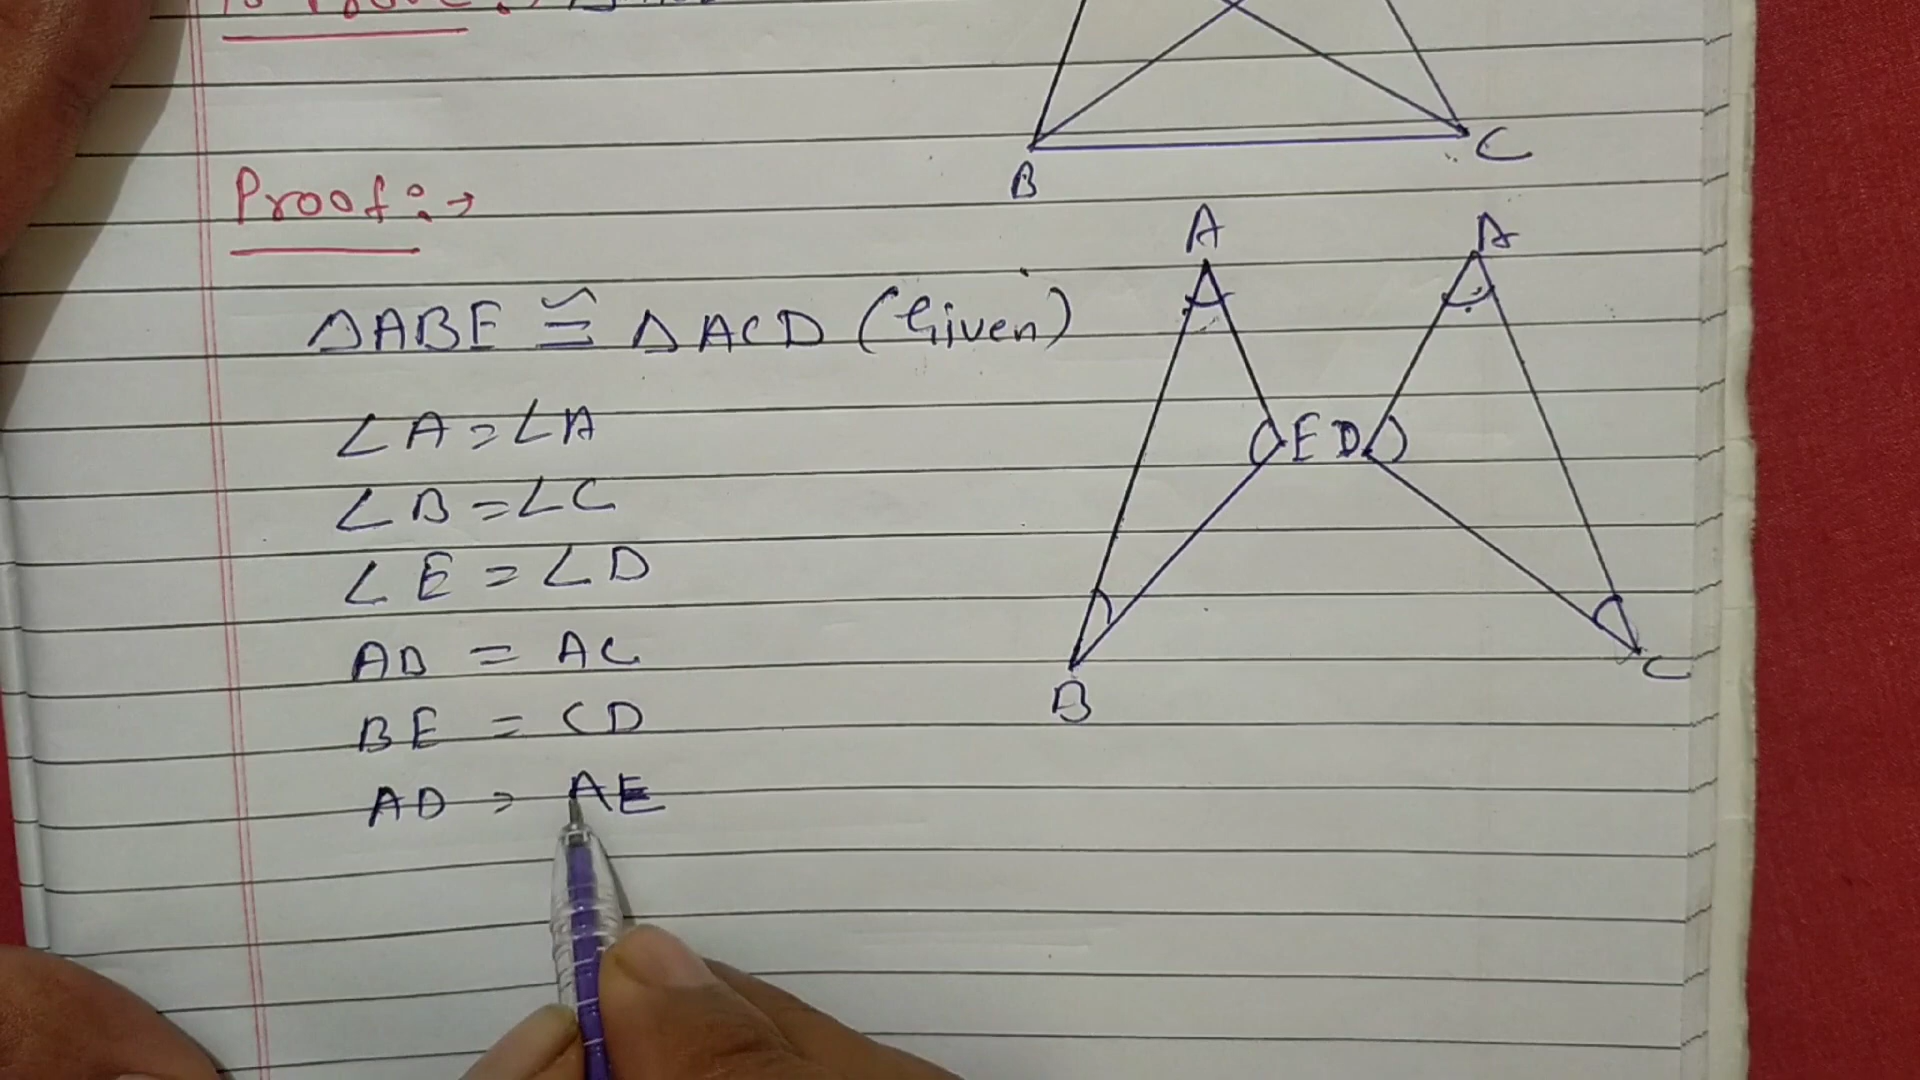 B
C
Proof:→
△ABE ≅ △ACD (Given)
∠A = ∠A
∠B = ∠C
∠E = ∠D
AB = AC
BE = CD
AD = AE
A
A
E D
B
C